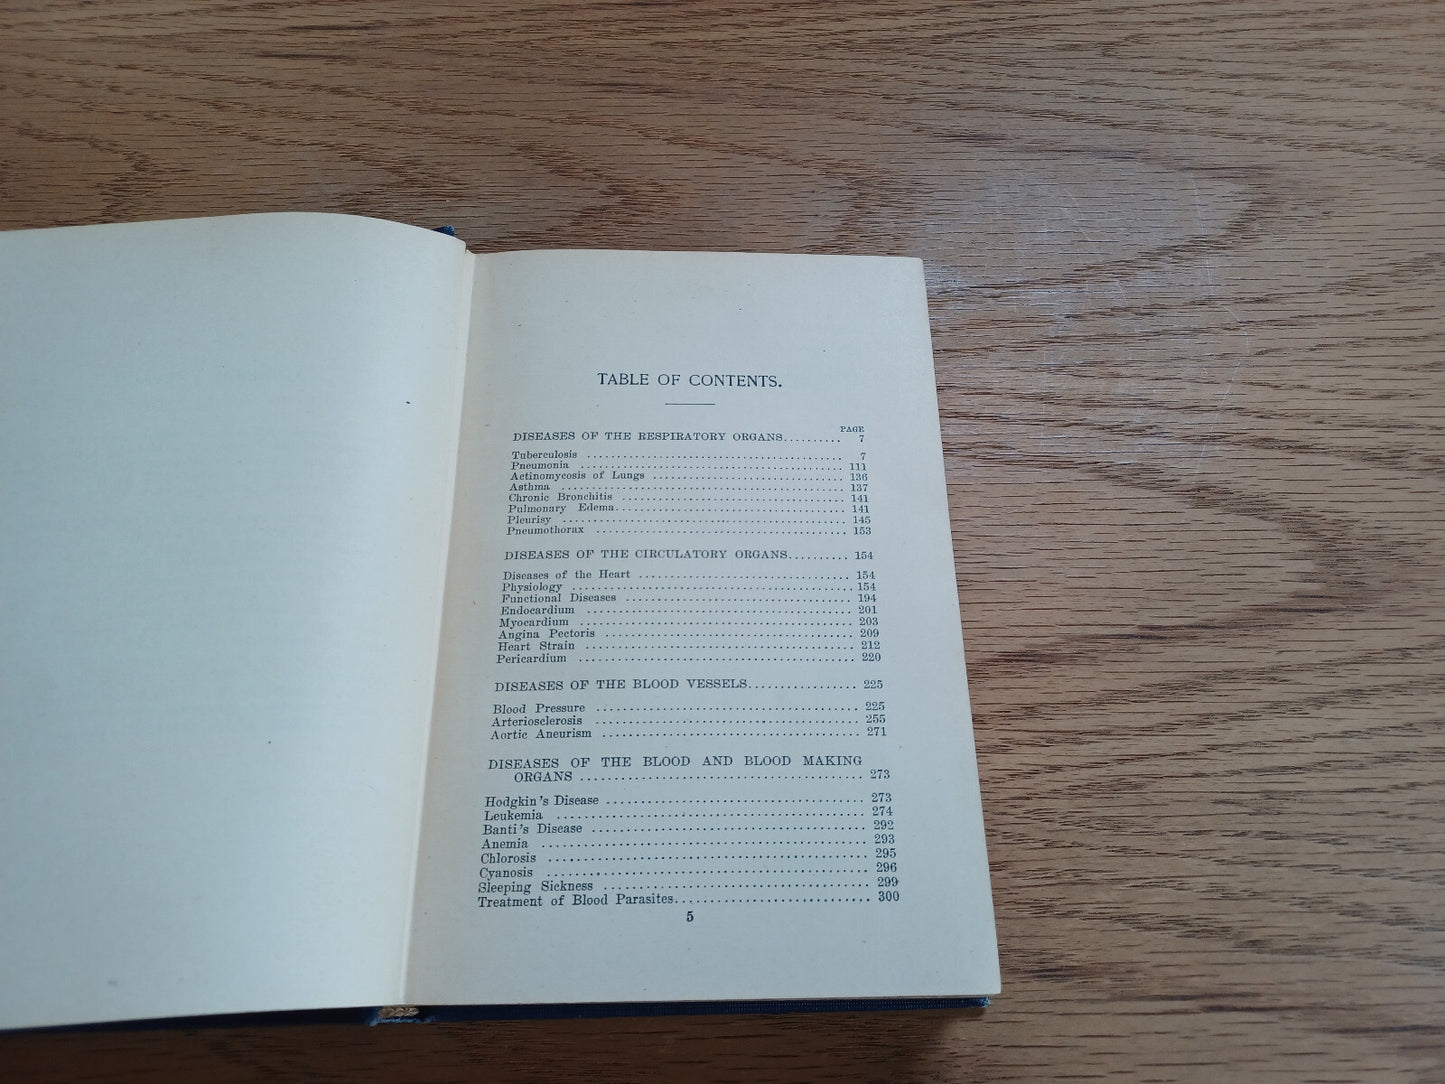 TABLE OF CONTENTS.
PAGE
DISEASES OF THE RESPIRATORY ORGANS.......... 7
Tuberculosis ........................................ 7
Pneumonia ........................................ 111
Actinomycosis of Lungs .............................. 136
Asthma ............................................ 137
Chronic Bronchitis .................................. 141
Pulmonary Edema................................... 141
Pleurisy ........................................... 145
Pneumothorax ...................................... 153
DISEASES OF THE CIRCULATORY ORGANS.......... 154
Diseases of the Heart ................................ 154
Physiology .......................................... 154
Functional Diseases .................................. 194
Endocardium ........................................ 201
Myocardium ......................................... 203
Angina Pectoris ..................................... 209
Heart Strain ........................................ 212
Pericardium ......................................... 220
DISEASES OF THE BLOOD VESSELS................ 225
Blood Pressure ...................................... 225
Arteriosclerosis ...................................... 255
Aortic Aneurism ..................................... 271
DISEASES OF THE BLOOD AND BLOOD MAKING
ORGANS ......................................... 273
Hodgkin's Disease ..................................... 273
Leukemia ............................................. 274
Banti's Disease ........................................ 292
Anemia ............................................... 293
Chlorosis .............................................. 295
Cyanosis .............................................. 296
Sleeping Sickness ...................................... 299
Treatment of Blood Parasites............................. 300
5